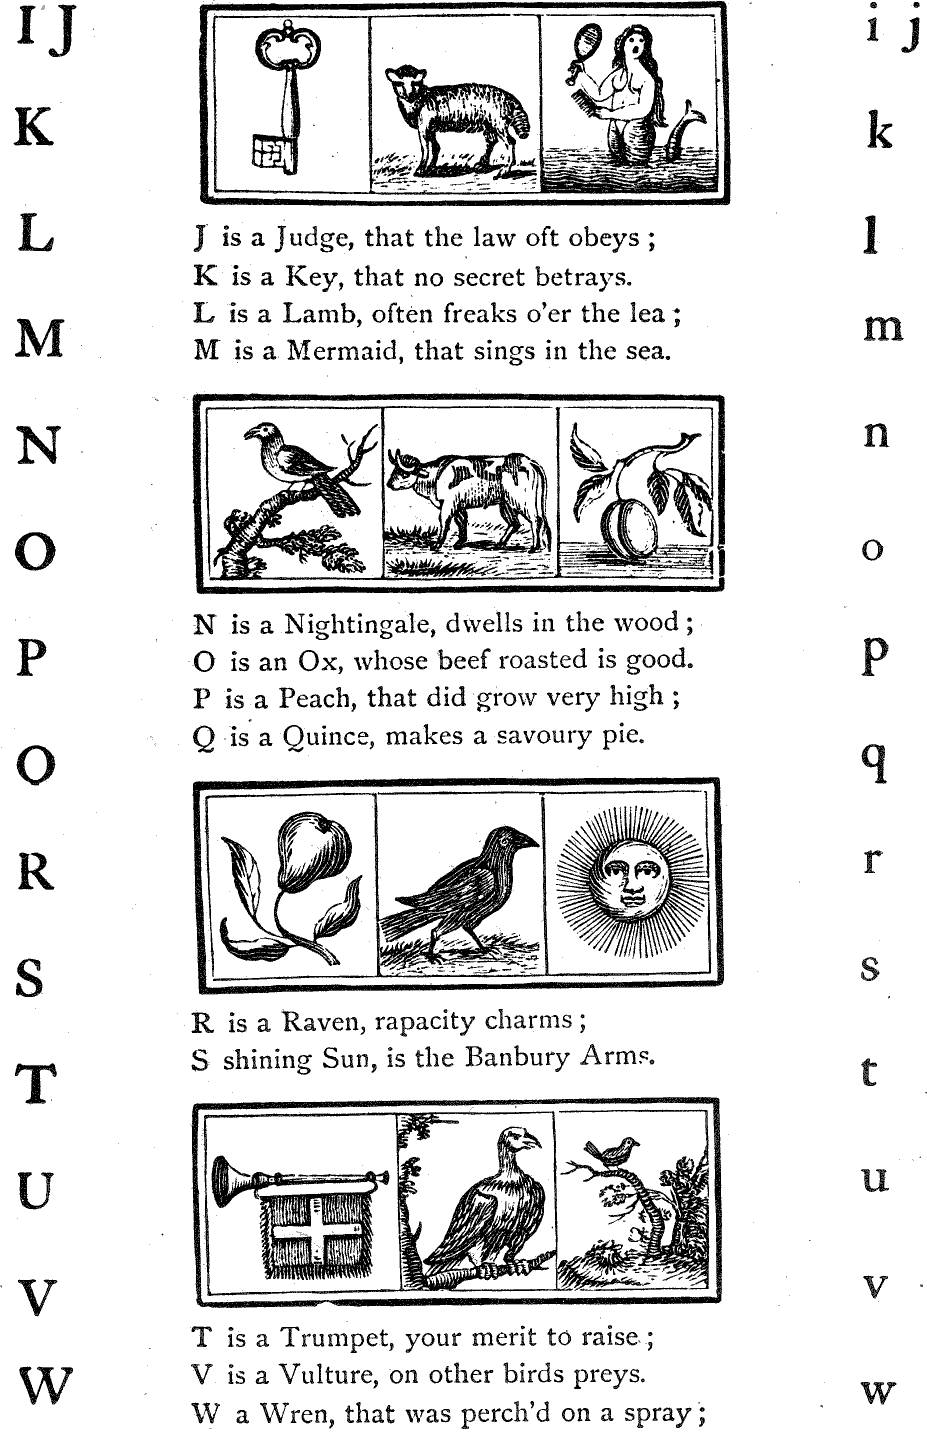 I J
K
L
M
N
O
P
O
R
S
T
U
V
W
J is a Judge, that the law oft obeys ;
K is a Key, that no secret betrays.
L is a Lamb, often freaks o'er the lea ;
M is a Mermaid, that sings in the sea.
N is a Nightingale, dwells in the wood ;
O is an Ox, whose beef roasted is good.
P is a Peach, that did grow very high ;
Q is a Quince, makes a savoury pie.
R is a Raven, rapacity charms ;
S shining Sun, is the Banbury Arms.
T is a Trumpet, your merit to raise ;
V is a Vulture, on other birds preys.
W a Wren, that was perch'd on a spray ;
i j
k
l
m
n
o
p
q
r
s
t
u
v
w